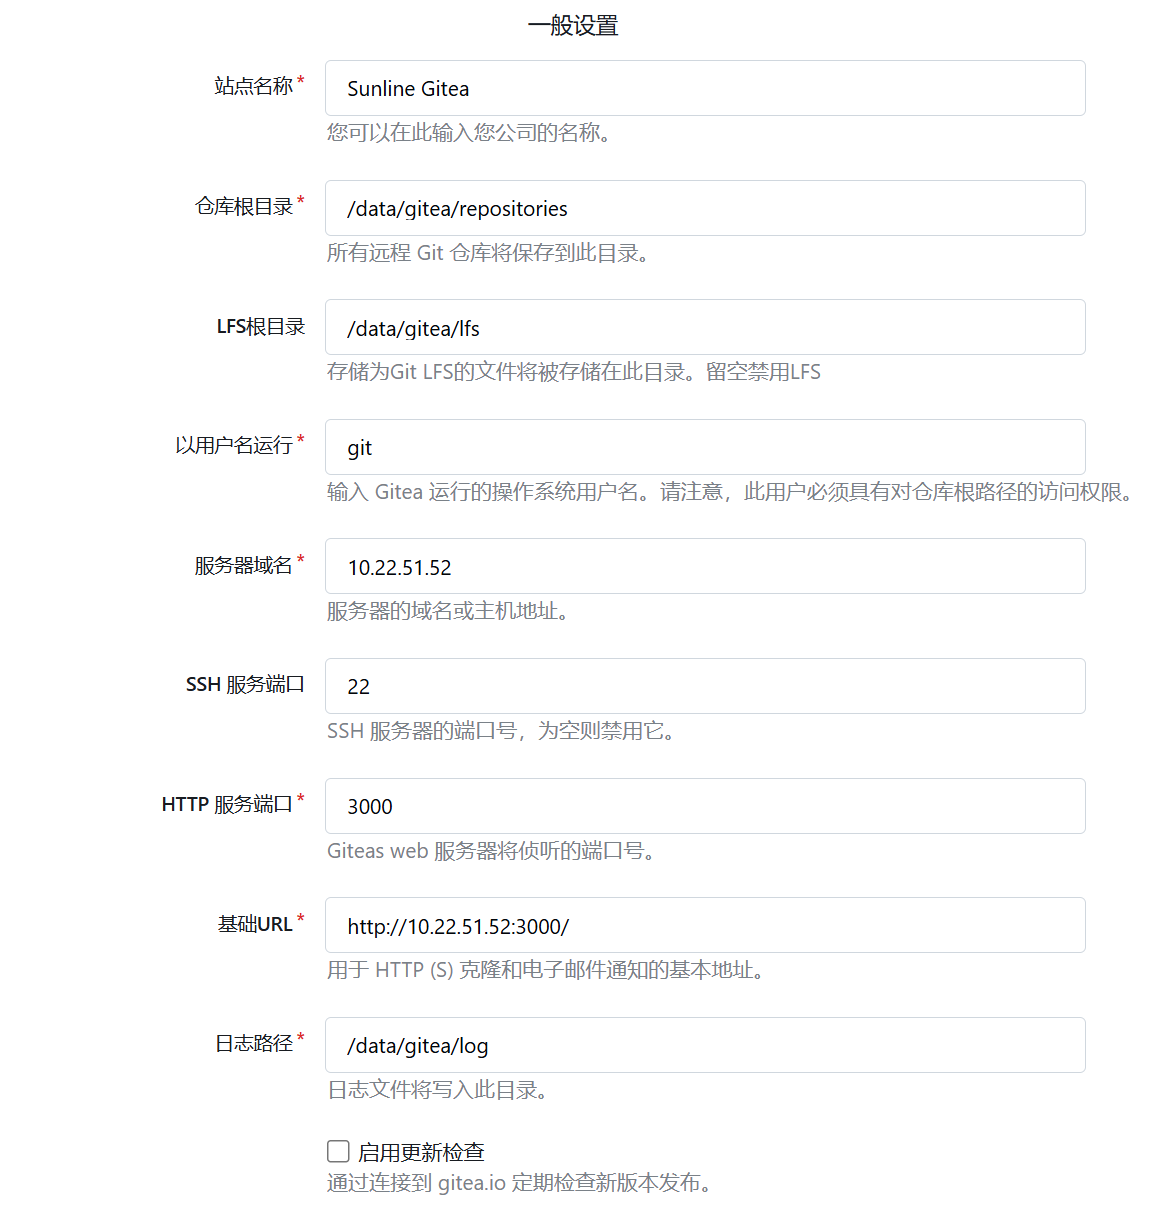 一般设置
站点名称*
Sunline Gitea
您可以在此输入您公司的名称。
仓库根目录*
/data/gitea/repositories
所有远程 Git 仓库将保存到此目录。
LFS根目录
/data/gitea/lfs
存储为Git LFS的文件将被存储在此目录。留空禁用LFS
以用户名运行*
git
输入 Gitea 运行的操作系统用户名。请注意，此用户必须具有对仓库根路径的访问权限。
服务器域名*
10.22.51.52
服务器的域名或主机地址。
SSH 服务端口
22
SSH 服务器的端口号，为空则禁用它。
HTTP 服务端口*
3000
Giteas web 服务器将侦听的端口号。
基础URL*
http://10.22.51.52:3000/
用于 HTTP (S) 克隆和电子邮件通知的基本地址。
日志路径*
/data/gitea/log
日志文件将写入此目录。
启用更新检查
通过连接到 gitea.io 定期检查新版本发布。